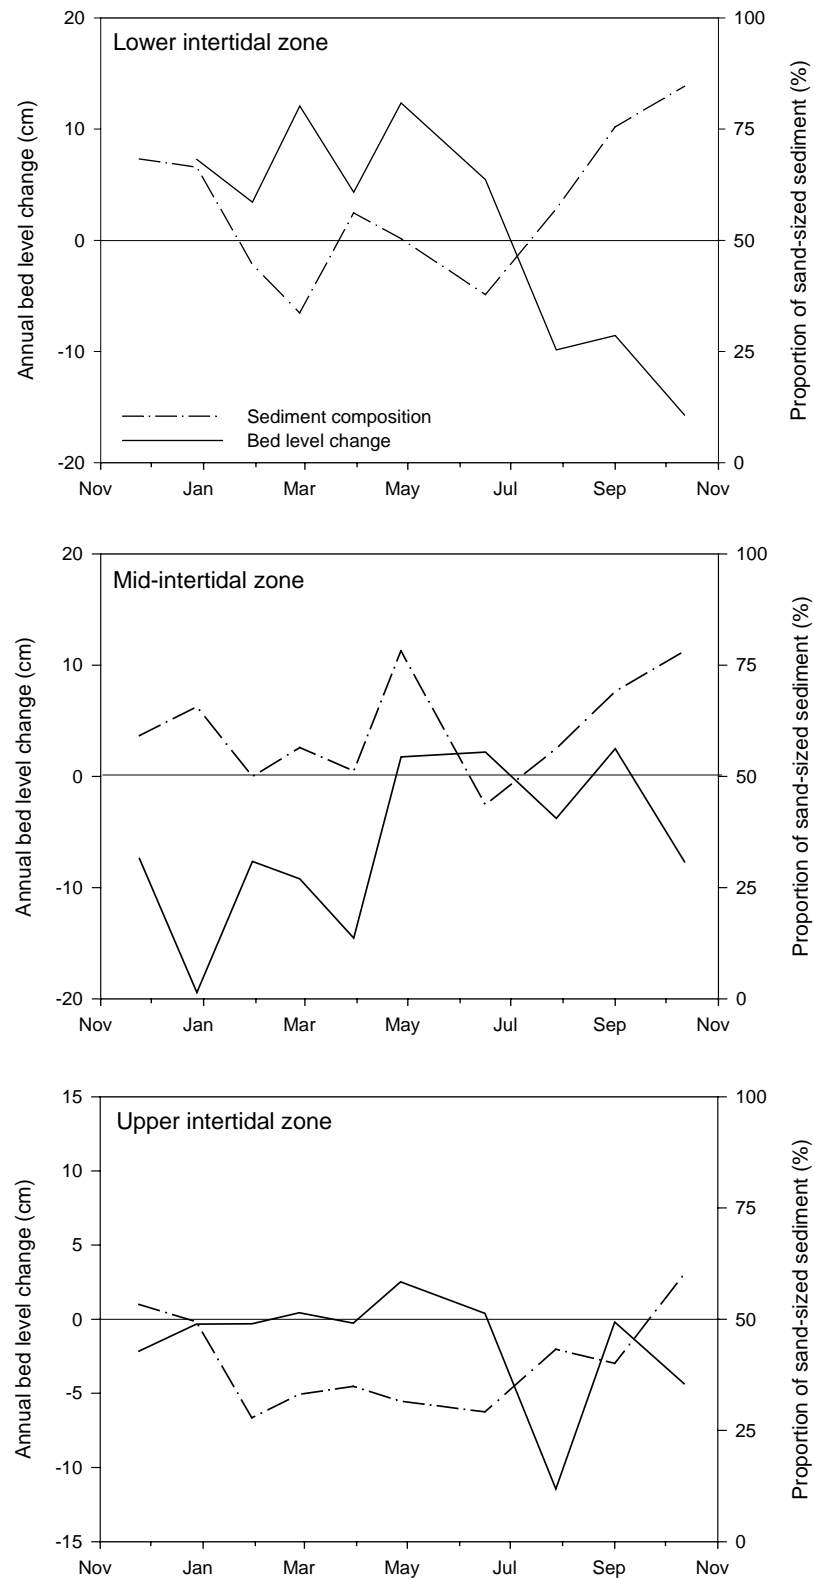 Lower intertidal zone
Annual bed level change (cm)
20
10
0
-10
-20
Proportion of sand-sized sediment (%)
100
75
50
25
0
Sediment composition
Bed level change
Nov Jan Mar May Jul Sep Nov
Mid-intertidal zone
Annual bed level change (cm)
20
10
0
-10
-20
Proportion of sand-sized sediment (%)
100
75
50
25
0
Nov Jan Mar May Jul Sep Nov
Upper intertidal zone
Annual bed level change (cm)
15
10
5
0
-5
-10
-15
Proportion of sand-sized sediment (%)
100
75
50
25
0
Nov Jan Mar May Jul Sep Nov